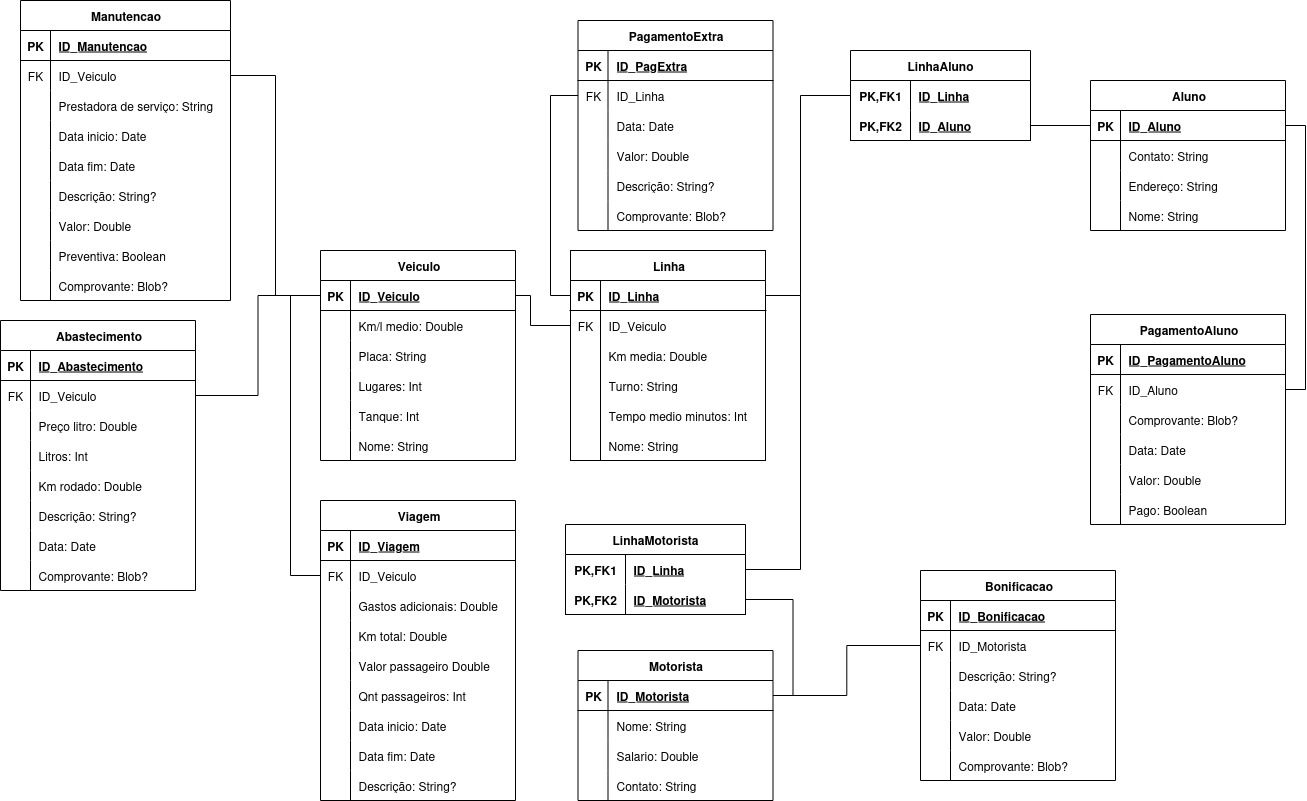 Manutencao
PK ID_Manutencao
FK ID_Veiculo
Prestadora de serviço: String
Data inicio: Date
Data fim: Date
Descrição: String?
Valor: Double
Preventiva: Boolean
Comprovante: Blob?
PagamentoExtra
PK ID_PagExtra
FK ID_Linha
Data: Date
Valor: Double
Descrição: String?
Comprovante: Blob?
LinhaAluno
PK,FK1 ID_Linha
PK,FK2 ID_Aluno
Aluno
PK ID_Aluno
Contato: String
Endereço: String
Nome: String
Abastecimento
PK ID_Abastecimento
FK ID_Veiculo
Preço litro: Double
Litros: Int
Km rodado: Double
Descrição: String?
Data: Date
Comprovante: Blob?
Veiculo
PK ID_Veiculo
Km/l medio: Double
Placa: String
Lugares: Int
Tanque: Int
Nome: String
Linha
PK ID_Linha
FK ID_Veiculo
Km media: Double
Turno: String
Tempo medio minutos: Int
Nome: String
PagamentoAluno
PK ID_PagamentoAluno
FK ID_Aluno
Comprovante: Blob?
Data: Date
Valor: Double
Pago: Boolean
Viagem
PK ID_Viagem
FK ID_Veiculo
Gastos adicionais: Double
Km total: Double
Valor passageiro Double
Qnt passageiros: Int
Data inicio: Date
Data fim: Date
Descrição: String?
LinhaMotorista
PK,FK1 ID_Linha
PK,FK2 ID_Motorista
Motorista
PK ID_Motorista
Nome: String
Salario: Double
Contato: String
Bonificacao
PK ID_Bonificacao
FK ID_Motorista
Descrição: String?
Data: Date
Valor: Double
Comprovante: Blob?